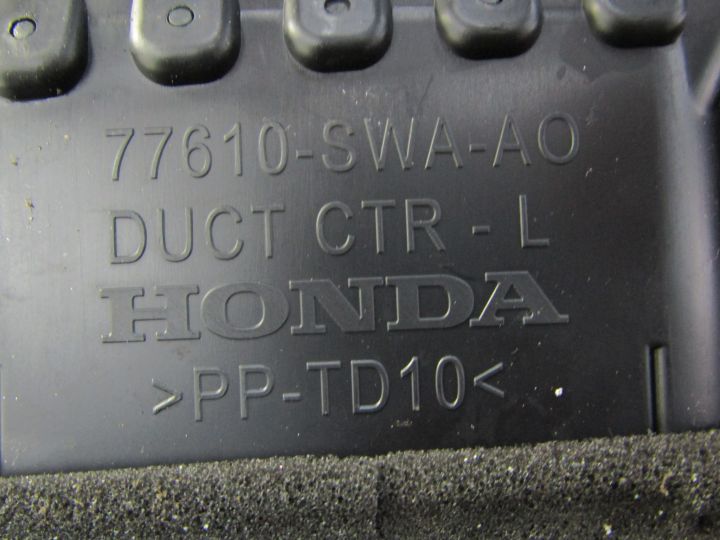 77610-SWA-A0
DUCT CTR - L
HONDA
>PP-TD10<